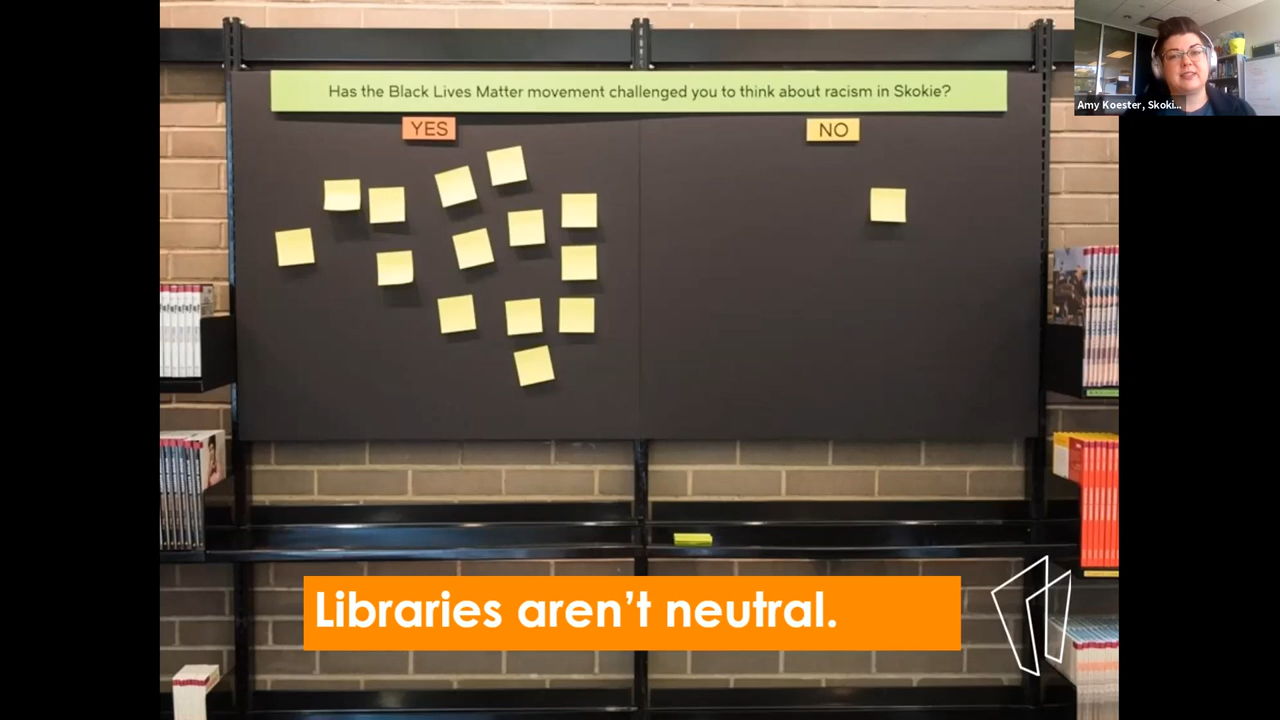 Has the Black Lives Matter movement challenged you to think about racism in Skokie?
YES
NO
Amy Koester, Skoki...
Libraries aren’t neutral.